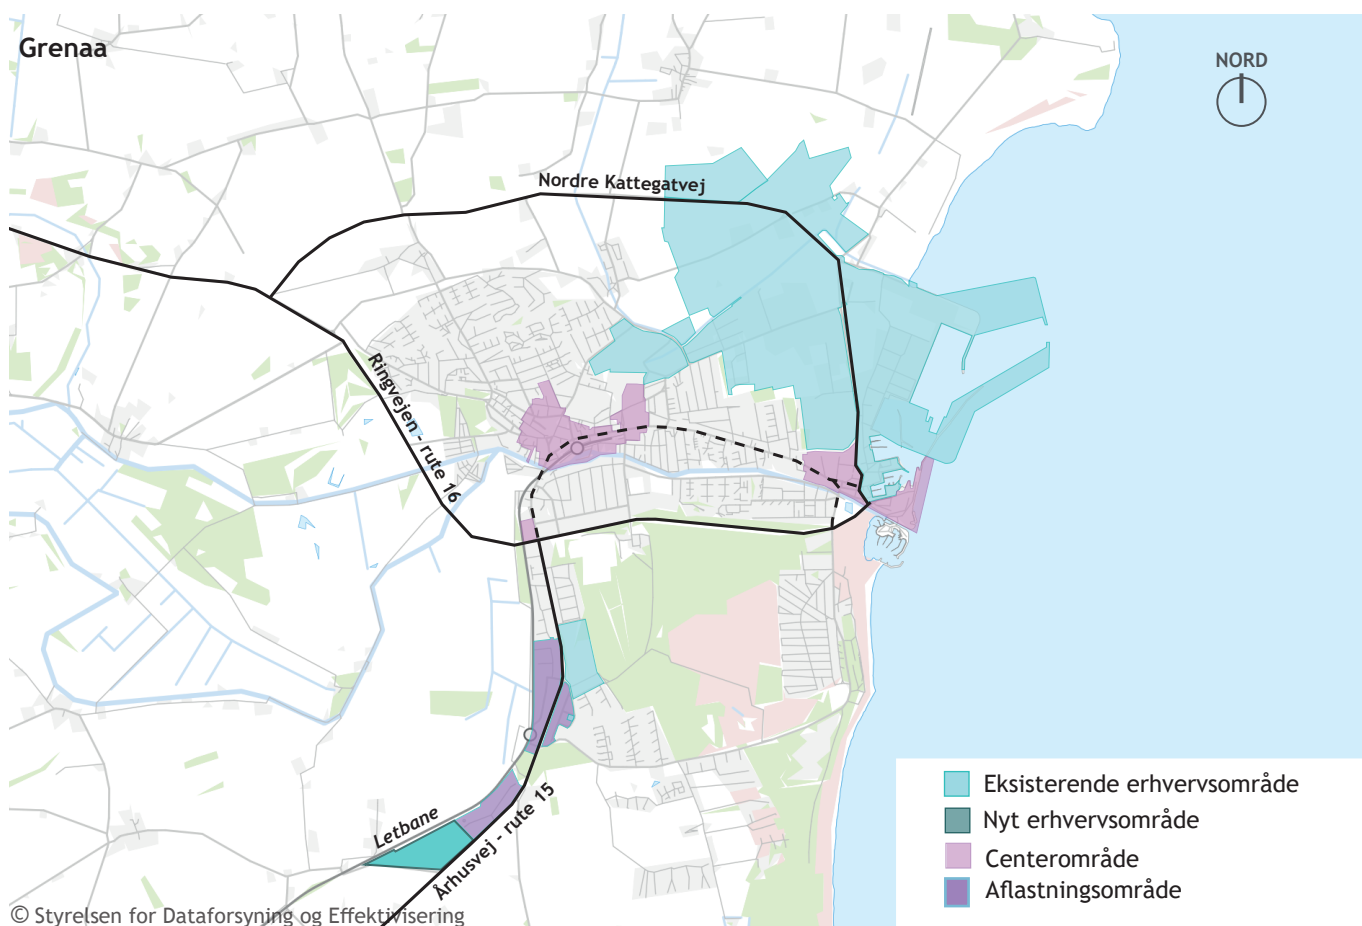 Grenaa
NORD
Nordre Kattegatvej
Ringvejen - rute 16
Letbane
Århusvej - rute 15
Eksisterende erhvervsområde
Nyt erhvervsområde
Centerområde
Aflastningsområde
© Styrelsen for Dataforsyning og Effektivisering